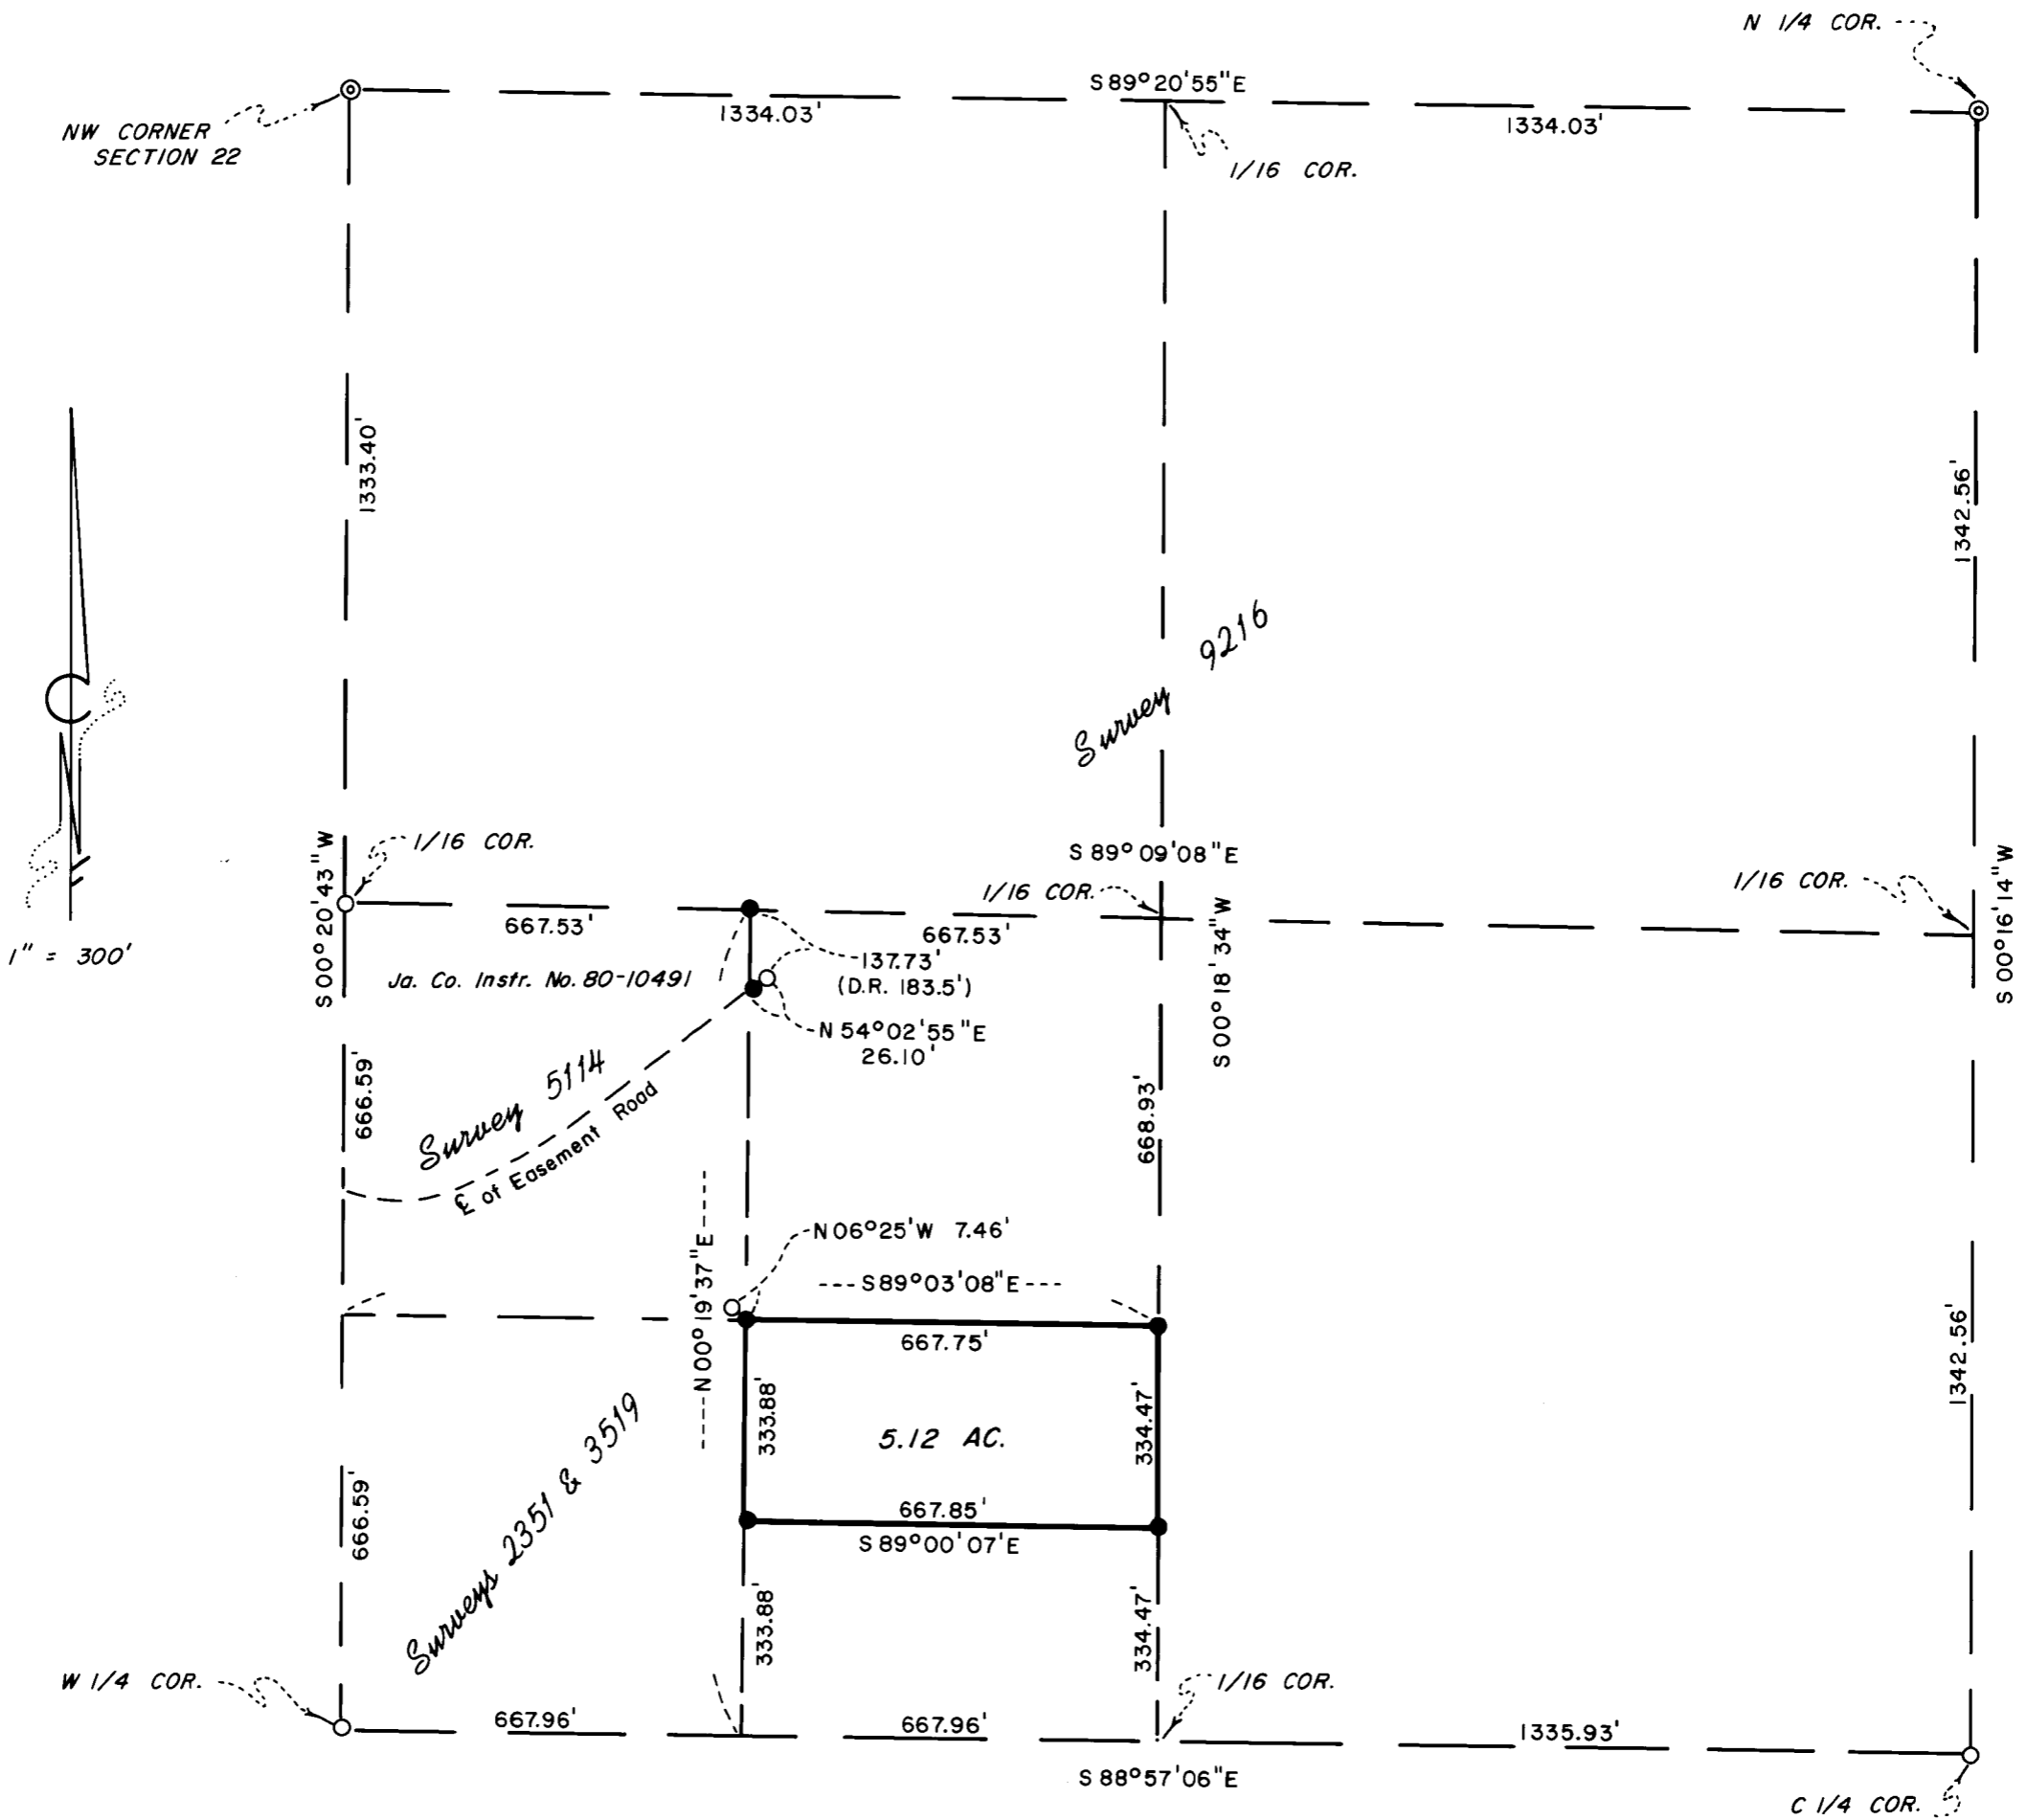 N 1/4 COR.
S 89° 20' 55" E
1334.03'
1334.03'
NW CORNER
SECTION 22
1/16 COR.
1333.40'
1342.56'
Survey 9216
1/16 COR.
S 89° 09' 08" E
1/16 COR.
1/16 COR.
S 00° 20' 43" W
S 00° 18' 34" W
S 00° 16' 14" W
667.53'
667.53'
1" = 300'
Ja. Co. Instr. No. 80-10491
137.73'
(D.R. 183.5')
N 54° 02' 55" E
26.10'
666.59'
668.93'
Survey 5114
℄ of Easement Road
N 06° 25' W 7.46'
N 00° 19' 37" E
S 89° 03' 08" E
667.75'
333.88'
334.47'
1342.56'
5.12 AC.
Surveys 2351 & 3519
666.59'
667.85'
S 89° 00' 07' E
333.88'
334.47'
W 1/4 COR.
1/16 COR.
667.96'
667.96'
1335.93'
S 88° 57' 06" E
C 1/4 COR.